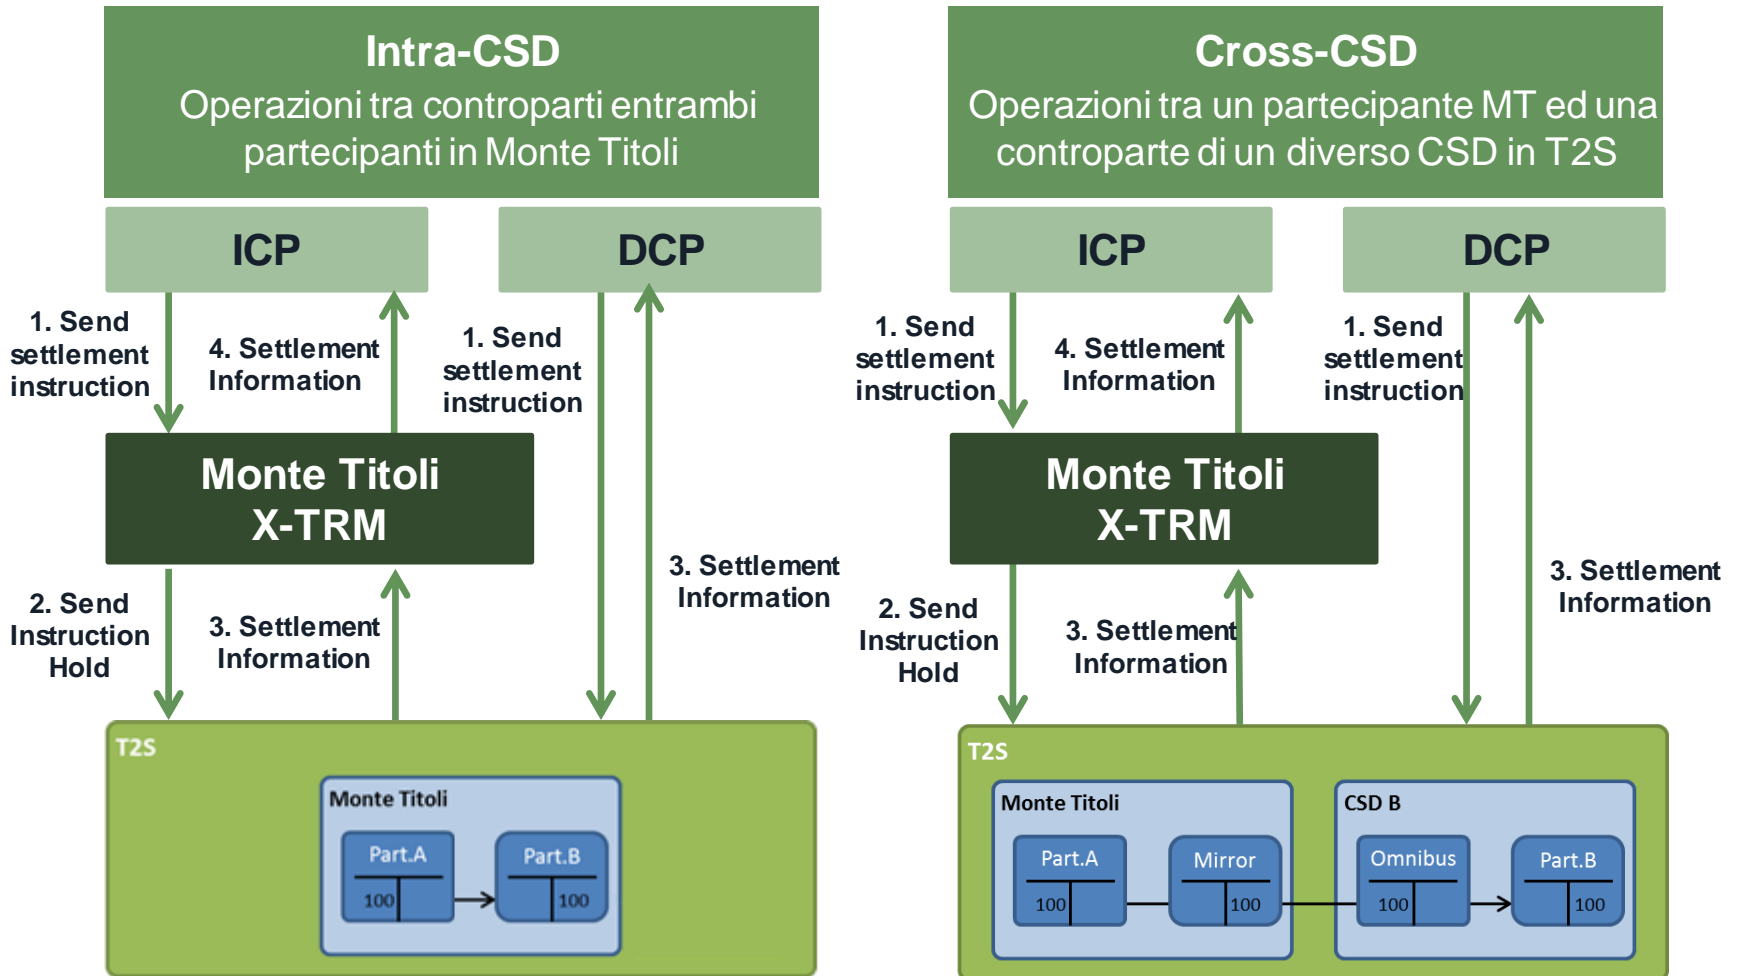 Intra-CSD
Operazioni tra controparti entrambi
partecipanti in Monte Titoli
ICP
DCP
1. Send
settlement
instruction
4. Settlement
Information
1. Send
settlement
instruction
Monte Titoli
X-TRM
2. Send
Instruction
Hold
3. Settlement
Information
3. Settlement
Information
T2S
Monte Titoli
Part.A
100
Part.B
100
Cross-CSD
Operazioni tra un partecipante MT ed una
controparte di un diverso CSD in T2S
ICP
DCP
1. Send
settlement
instruction
4. Settlement
Information
1. Send
settlement
instruction
Monte Titoli
X-TRM
2. Send
Instruction
Hold
3. Settlement
Information
3. Settlement
Information
T2S
Monte Titoli
Part.A
100
Mirror
100
CSD B
Omnibus
100
Part.B
100